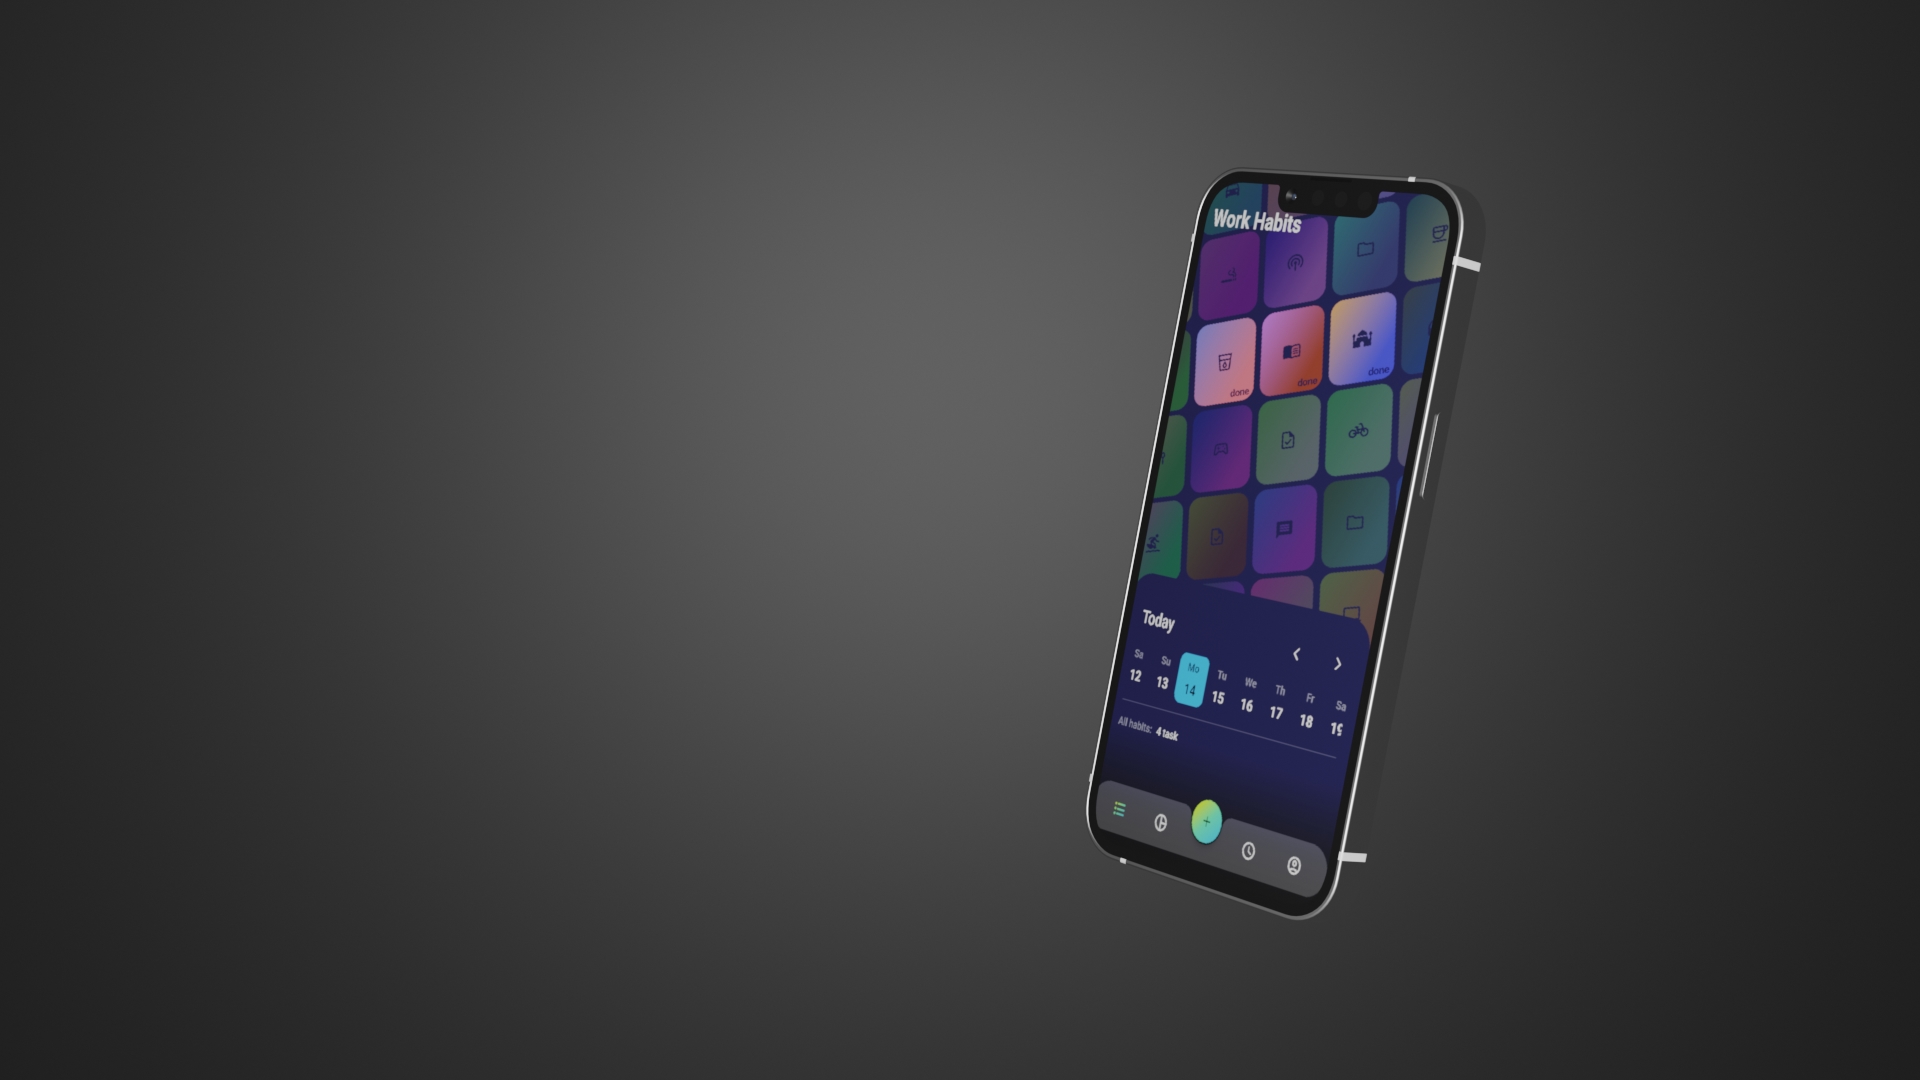 Work Habits
done done done
Today
Sa Su Mo Tu We Th Fr Sa
12 13 14 15 16 17 18 19
All habits: 4 task